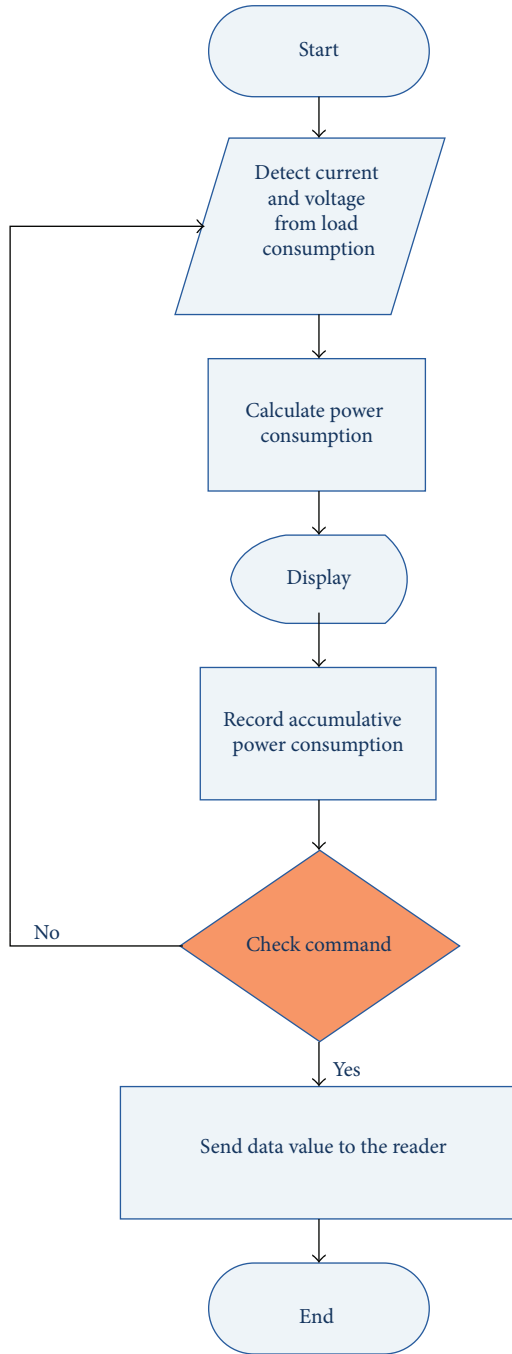 Start
Detect current
and voltage
from load
consumption
Calculate power
consumption
Display
Record accumulative
power consumption
No
Check command
Yes
Send data value to the reader
End